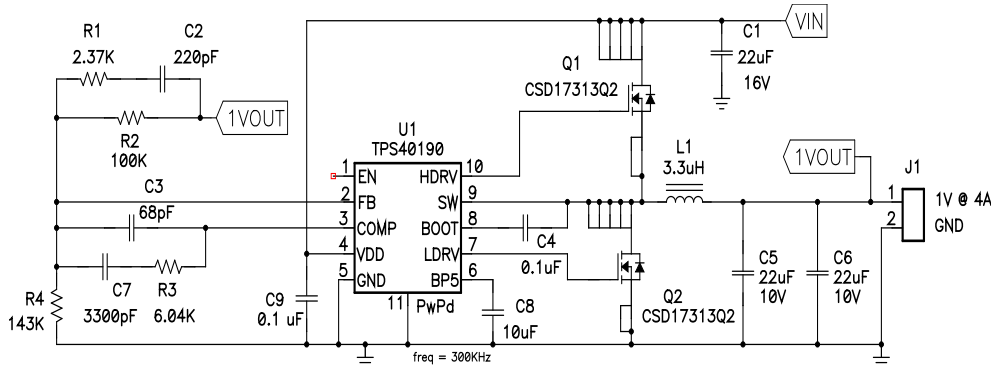 R1
2.37K
C2
220pF
1VOUT
R2
100K
C3
68pF
C7
3300pF
R3
6.04K
R4
143K
C9
0.1 uF
U1
TPS40190
1 EN HDRV 10
2 FB SW 9
3 COMP BOOT 8
4 VDD LDRV 7
5 GND BP5 6
11 PwPd
freq = 300KHz
C8
10uF
C4
0.1uF
Q1
CSD17313Q2
Q2
CSD17313Q2
VIN
C1
22uF
16V
L1
3.3uH
1VOUT
C5
22uF
10V
C6
22uF
10V
J1
1 1V @ 4A
2 GND